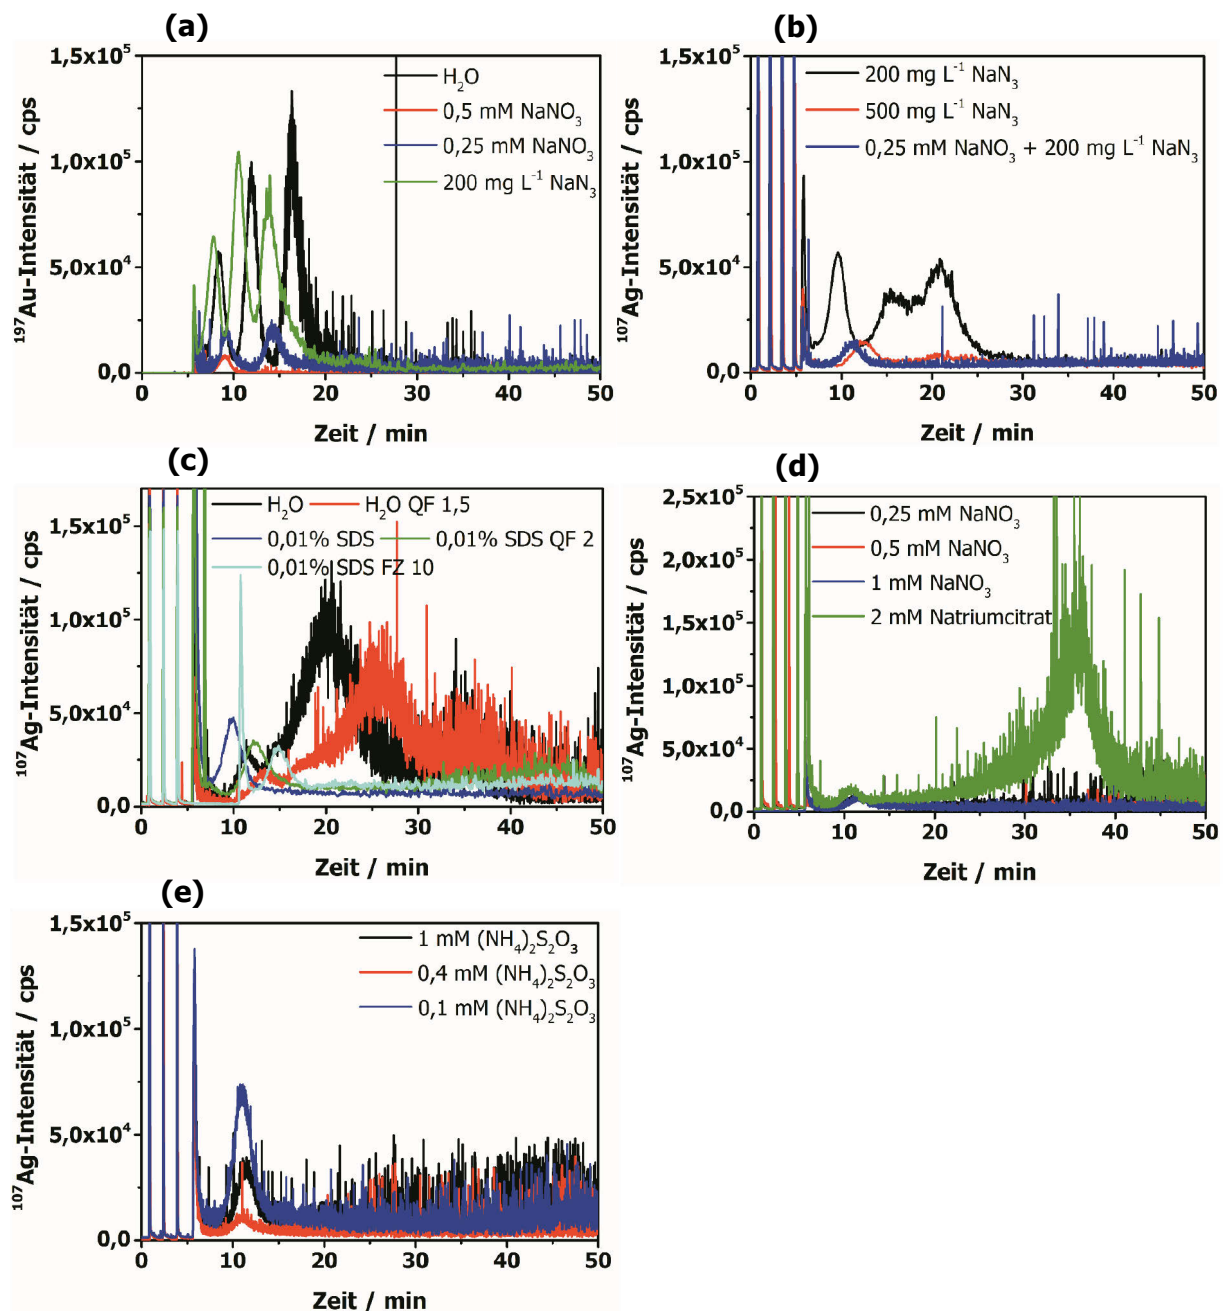 (a)
1,5x10⁵
1,0x10⁵
5,0x10⁴
0,0
¹⁹⁷Au-Intensität / cps
H₂O
0,5 mM NaNO₃
0,25 mM NaNO₃
200 mg L⁻¹ NaN₃
0 10 20 30 40 50
Zeit / min
(b)
1,5x10⁵
1,0x10⁵
5,0x10⁴
0,0
¹⁰⁷Ag-Intensität / cps
200 mg L⁻¹ NaN₃
500 mg L⁻¹ NaN₃
0,25 mM NaNO₃ + 200 mg L⁻¹ NaN₃
0 10 20 30 40 50
Zeit / min
(c)
1,5x10⁵
1,0x10⁵
5,0x10⁴
0,0
¹⁰⁷Ag-Intensität / cps
H₂O H₂O QF 1,5
0,01% SDS 0,01% SDS QF 2
0,01% SDS FZ 10
0 10 20 30 40 50
Zeit / min
(d)
2,5x10⁵
2,0x10⁵
1,5x10⁵
1,0x10⁵
5,0x10⁴
0,0
¹⁰⁷Ag-Intensität / cps
0,25 mM NaNO₃
0,5 mM NaNO₃
1 mM NaNO₃
2 mM Natriumcitrat
0 10 20 30 40 50
Zeit / min
(e)
1,5x10⁵
1,0x10⁵
5,0x10⁴
0,0
¹⁰⁷Ag-Intensität / cps
1 mM (NH₄)₂S₂O₃
0,4 mM (NH₄)₂S₂O₃
0,1 mM (NH₄)₂S₂O₃
0 10 20 30 40 50
Zeit / min